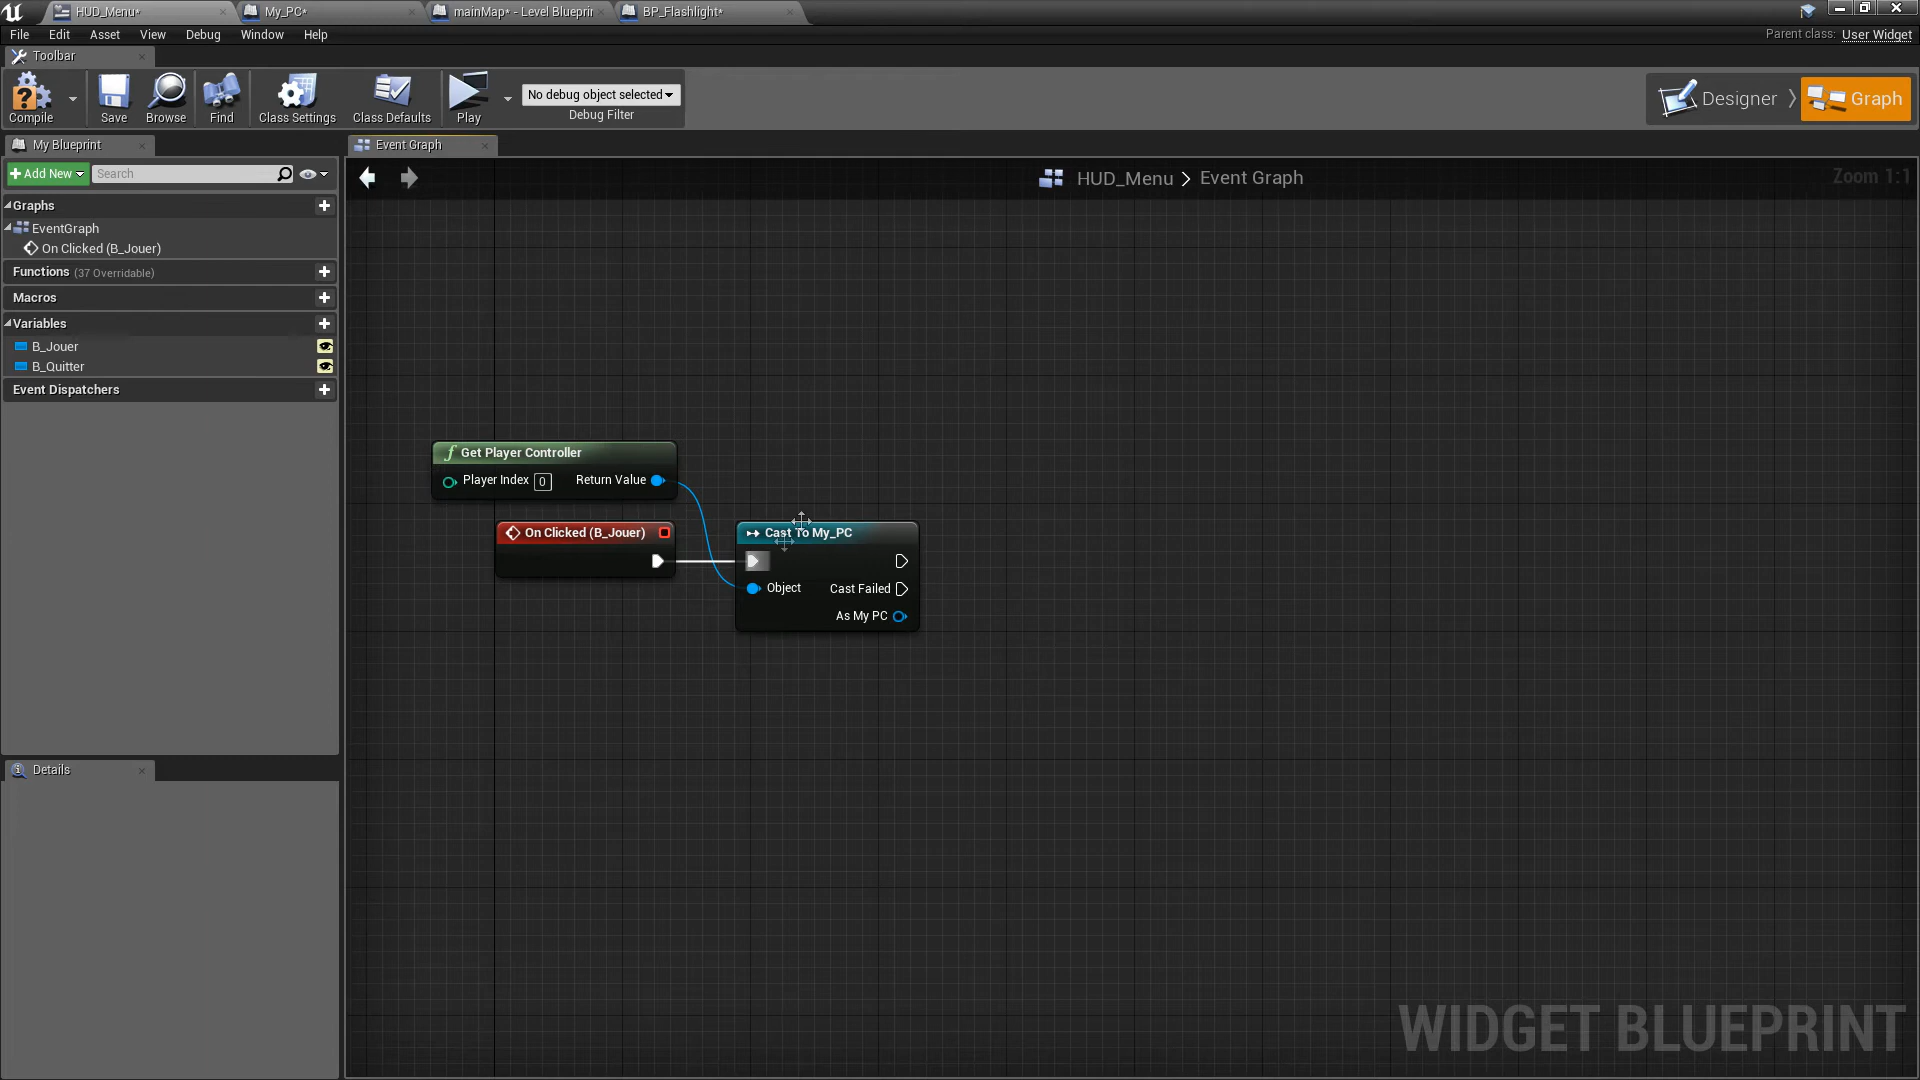 HUD_Menu*
My_PC*
mainMap* - Level Blueprin
BP_Flashlight*
File Edit Asset View Debug Window Help
Parent class: User Widget
Toolbar
Compile
Save
Browse
Find
Class Settings
Class Defaults
Play
No debug object selected
Debug Filter
Designer
Graph
My Blueprint
Add New
Search
Graphs
EventGraph
On Clicked (B_Jouer)
Functions (37 Overridable)
Macros
Variables
B_Jouer
B_Quitter
Event Dispatchers
Details
Event Graph
HUD_Menu > Event Graph
Zoom 1:1
Get Player Controller
Player Index 0 Return Value
On Clicked (B_Jouer)
Cast To My_PC
Object Cast Failed
As My PC
WIDGET BLUEPRINT